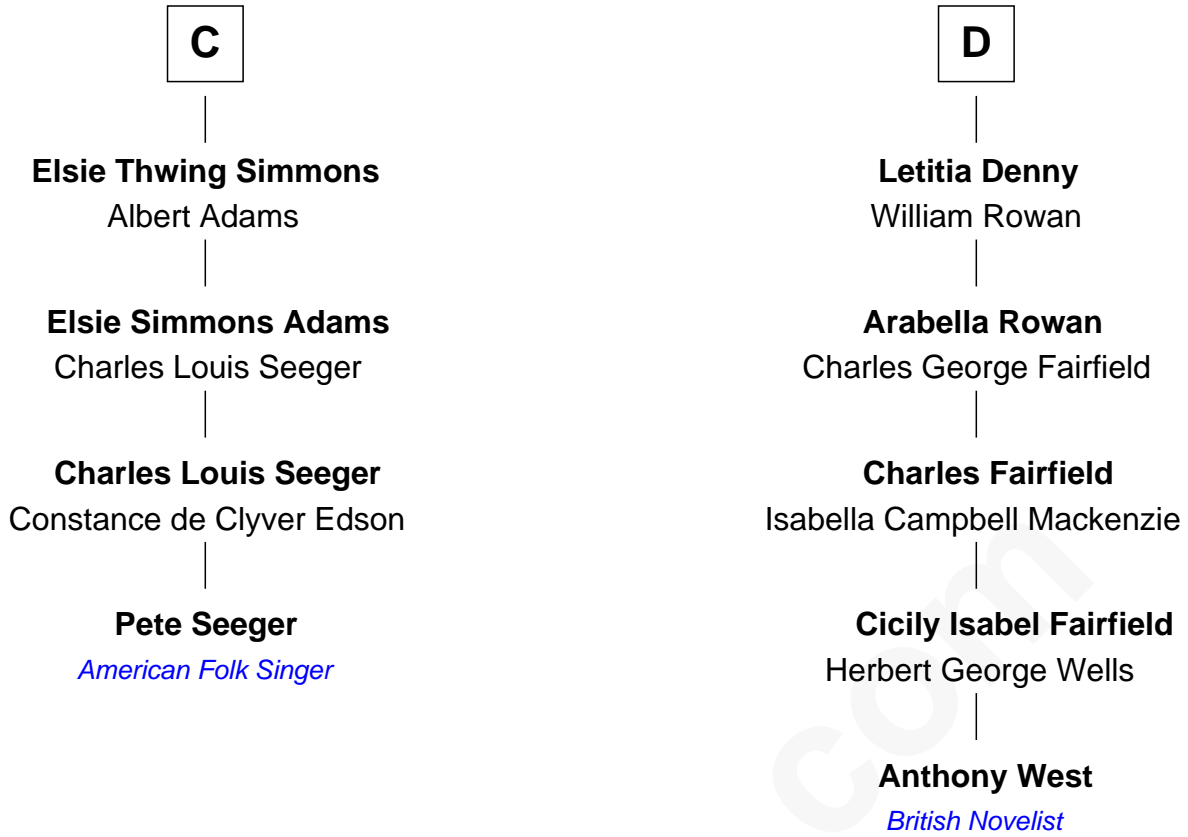 C
Elsie Thwing Simmons
Albert Adams
Elsie Simmons Adams
Charles Louis Seeger
Charles Louis Seeger
Constance de Clyver Edson
Pete Seeger
American Folk Singer
D
Letitia Denny
William Rowan
Arabella Rowan
Charles George Fairfield
Charles Fairfield
Isabella Campbell Mackenzie
Cicily Isabel Fairfield
Herbert George Wells
Anthony West
British Novelist
com